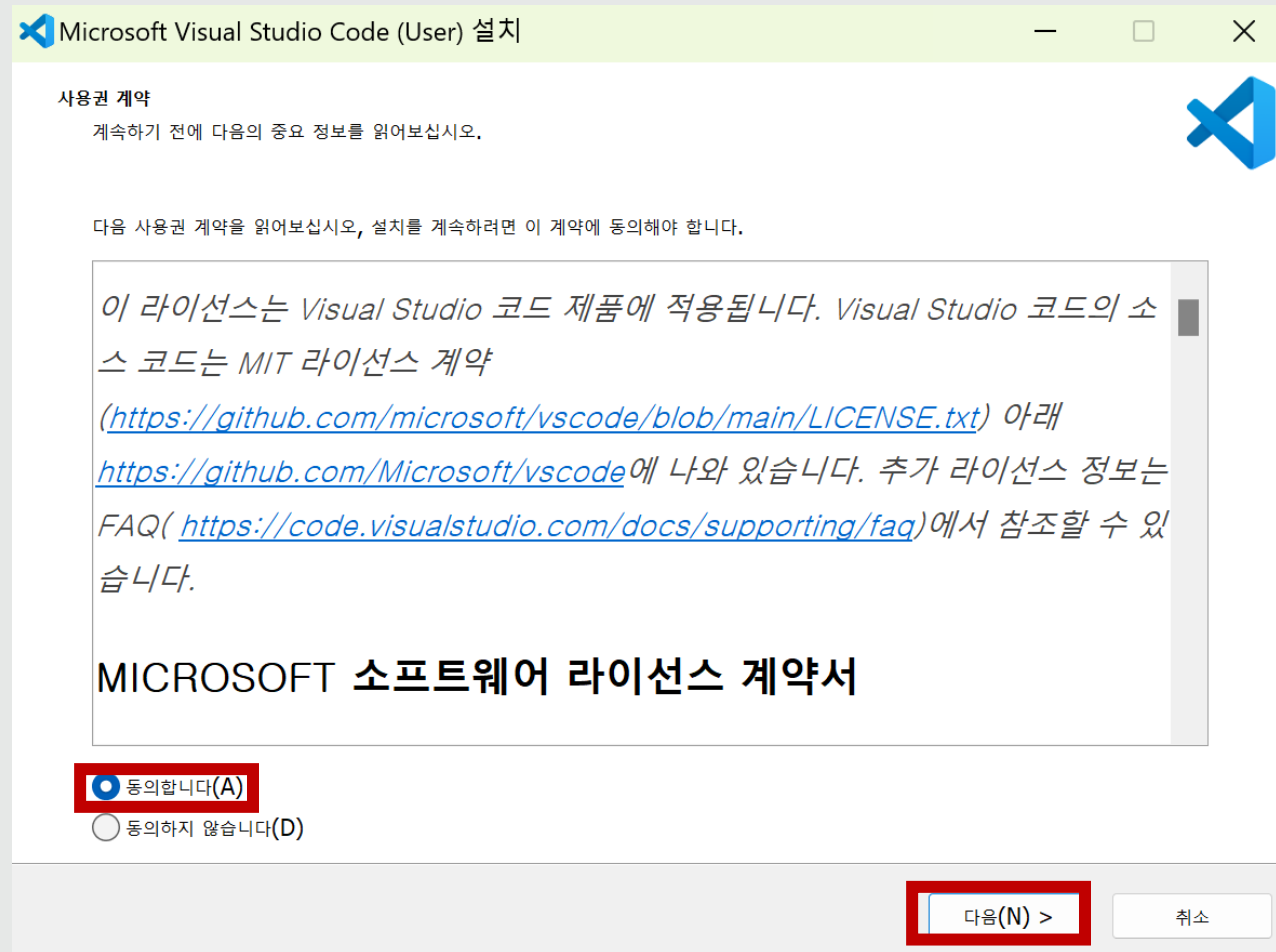 Microsoft Visual Studio Code (User) 설치
사용권 계약
계속하기 전에 다음의 중요 정보를 읽어보십시오.
다음 사용권 계약을 읽어보십시오, 설치를 계속하려면 이 계약에 동의해야 합니다.
이 라이선스는 Visual Studio 코드 제품에 적용됩니다. Visual Studio 코드의 소
스 코드는 MIT 라이선스 계약
(https://github.com/microsoft/vscode/blob/main/LICENSE.txt) 아래
https://github.com/Microsoft/vscode에 나와 있습니다. 추가 라이선스 정보는
FAQ( https://code.visualstudio.com/docs/supporting/faq)에서 참조할 수 있
습니다.
MICROSOFT 소프트웨어 라이선스 계약서
동의합니다(A)
동의하지 않습니다(D)
다음(N) >
취소